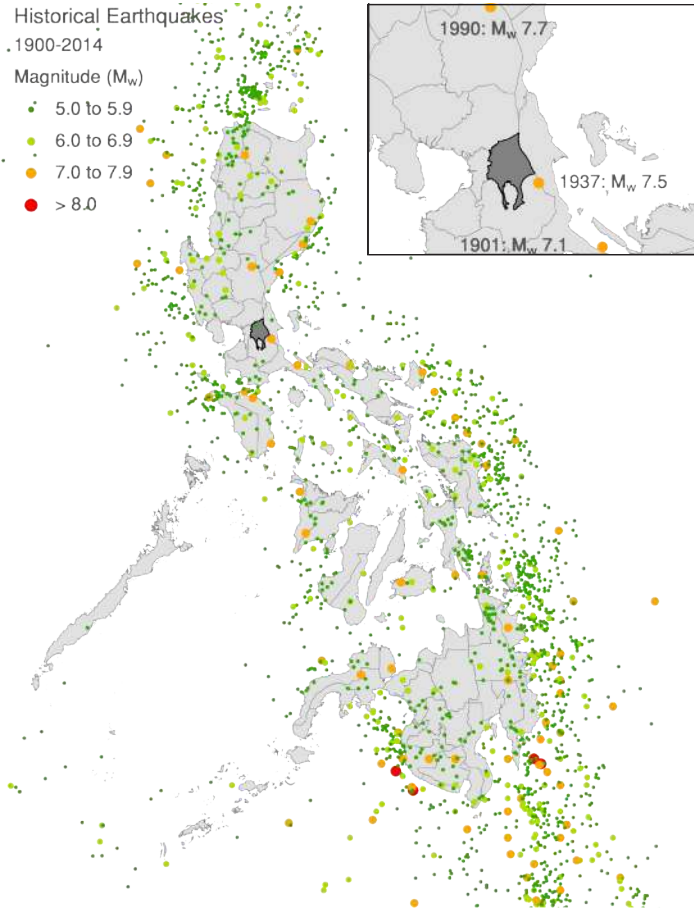 Historical Earthquakes
1900-2014
Magnitude (Mw)
5.0 to 5.9
6.0 to 6.9
7.0 to 7.9
> 8.0
1990: Mw 7.7
1937: Mw 7.5
1901: Mw 7.1